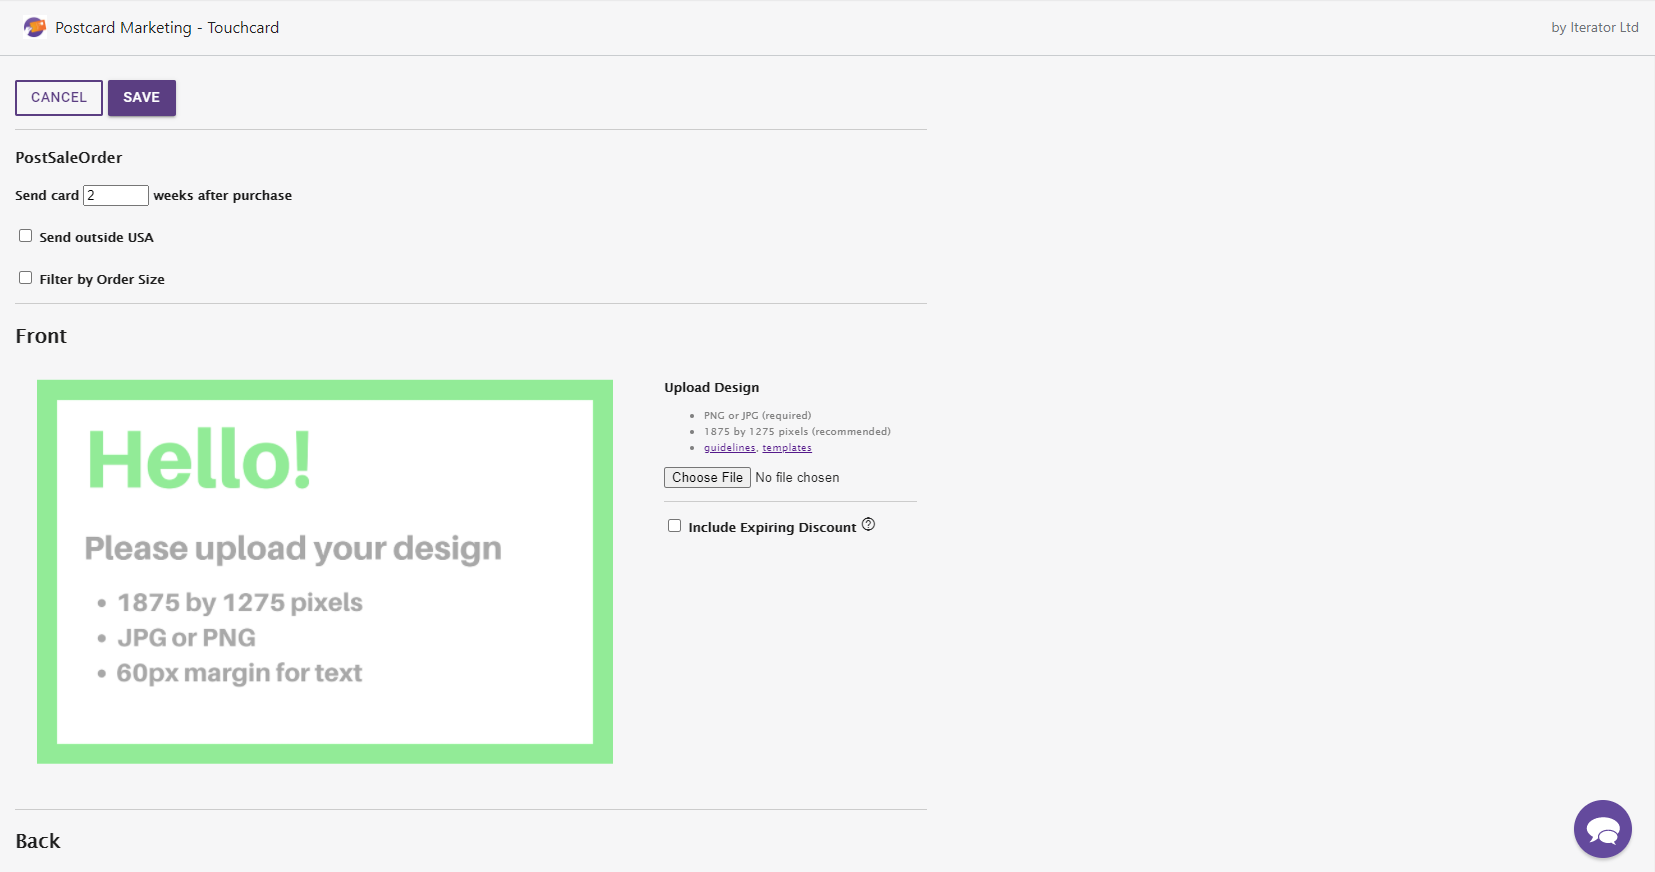 Postcard Marketing - Touchcard
by Iterator Ltd
CANCEL
SAVE
PostSaleOrder
Send card 2 weeks after purchase
Send outside USA
Filter by Order Size
Front
Hello!
Please upload your design
• 1875 by 1275 pixels
• JPG or PNG
• 60px margin for text
Upload Design
• PNG or JPG (required)
• 1875 by 1275 pixels (recommended)
• guidelines, templates
Choose File No file chosen
Include Expiring Discount ?
Back